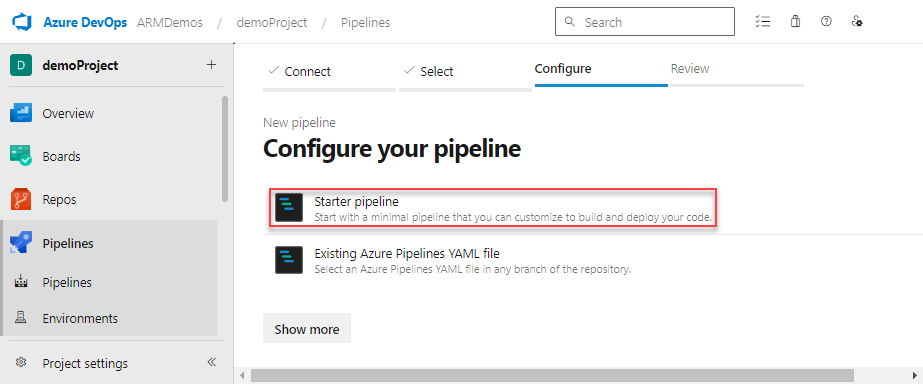 Azure DevOps ARMDemos / demoProject / Pipelines
Search
D demoProject +
Connect
Select
Configure
Review
Overview
Boards
Repos
Pipelines
Pipelines
Environments
Project settings
New pipeline
Configure your pipeline
Starter pipeline
Start with a minimal pipeline that you can customize to build and deploy your code.
Existing Azure Pipelines YAML file
Select an Azure Pipelines YAML file in any branch of the repository.
Show more